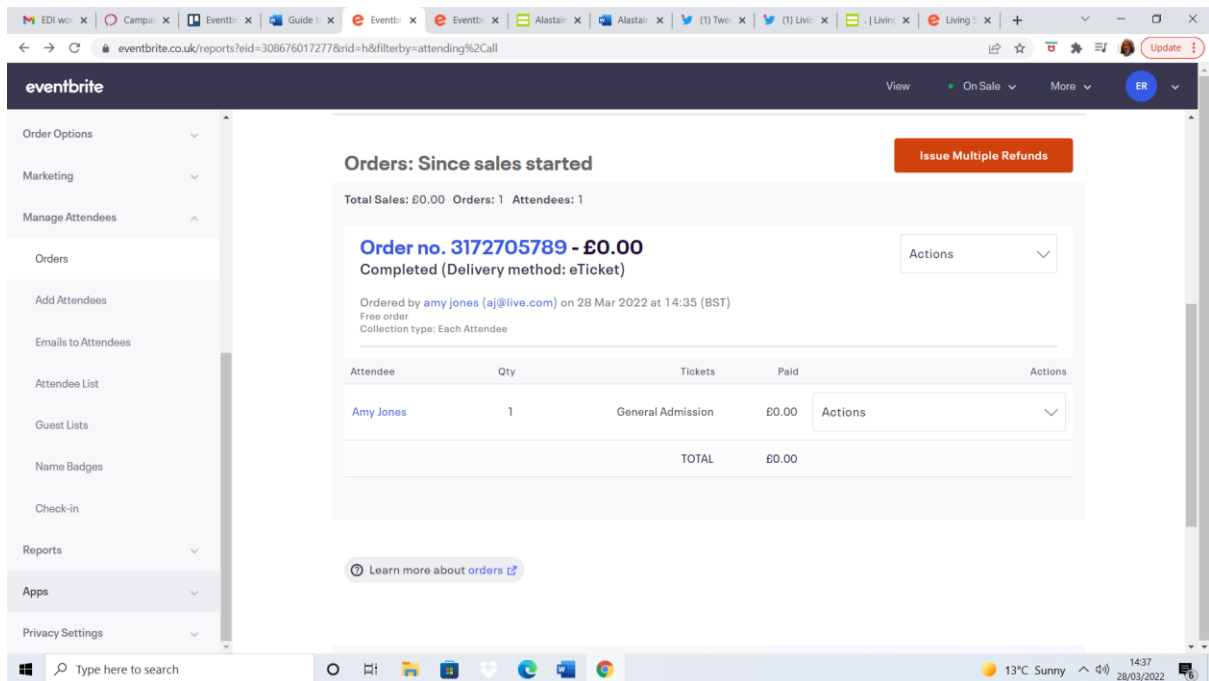 EDI wor
Campai
Eventbr
Guide t
Eventbr
Eventbr
Alastair
Alastair
(1) Twee
(1) Livin
. | Living
Living S
eventbrite.co.uk/reports?eid=308676017277&rid=h&filterby=attending%2Call
Update
eventbrite
View
On Sale
More
ER
Order Options
Marketing
Manage Attendees
Orders
Add Attendees
Emails to Attendees
Attendee List
Guest Lists
Name Badges
Check-in
Reports
Apps
Privacy Settings
Orders: Since sales started
Issue Multiple Refunds
Total Sales: £0.00 Orders: 1 Attendees: 1
Order no. 3172705789 - £0.00
Actions
Completed (Delivery method: eTicket)
Ordered by amy jones (aj@live.com) on 28 Mar 2022 at 14:35 (BST)
Free order
Collection type: Each Attendee
Attendee Qty Tickets Paid Actions
Amy Jones 1 General Admission £0.00 Actions
TOTAL £0.00
Learn more about orders
Type here to search
13°C Sunny
14:37
28/03/2022
6